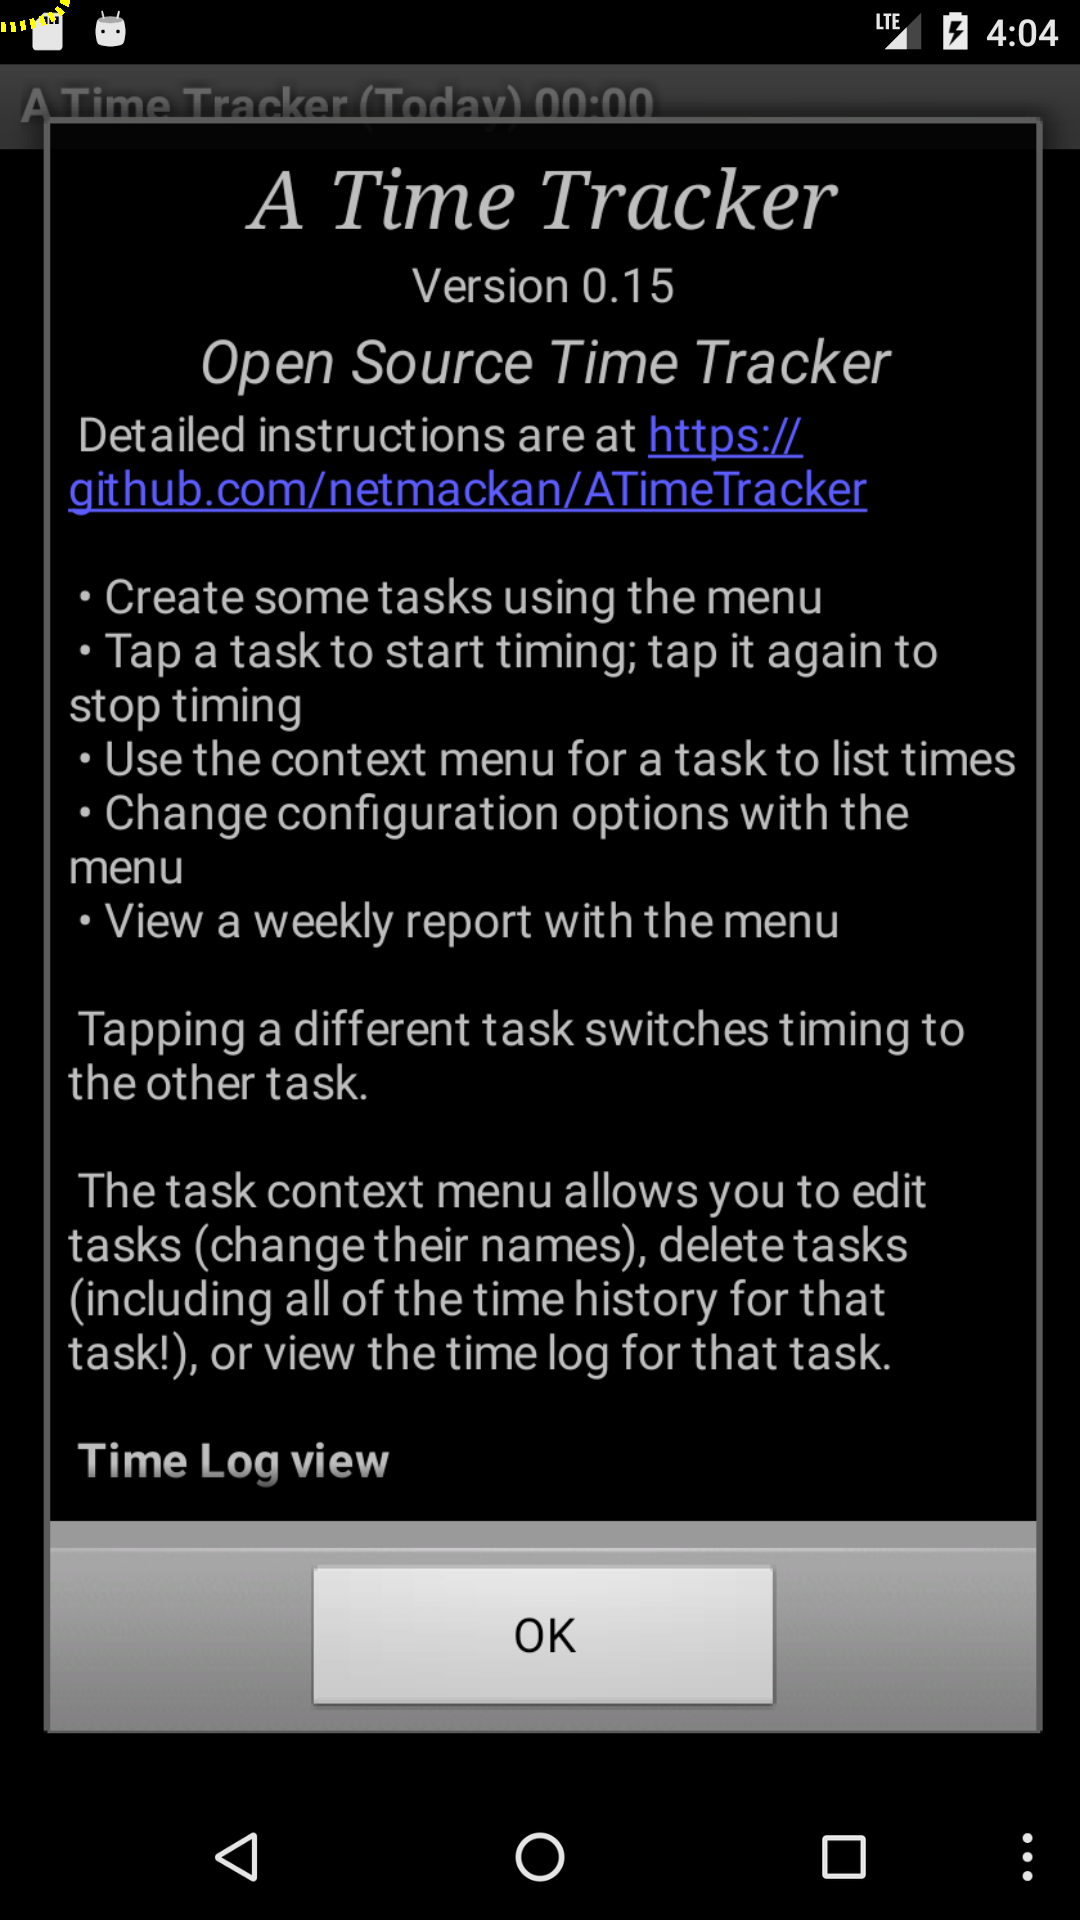 LTE 4:04
A Time Tracker (Today) 00:00
A Time Tracker
Version 0.15
Open Source Time Tracker
Detailed instructions are at https://
github.com/netmackan/ATimeTracker
• Create some tasks using the menu
• Tap a task to start timing; tap it again to
stop timing
• Use the context menu for a task to list times
• Change configuration options with the
menu
• View a weekly report with the menu
Tapping a different task switches timing to
the other task.
The task context menu allows you to edit
tasks (change their names), delete tasks
(including all of the time history for that
task!), or view the time log for that task.
Time Log view
OK